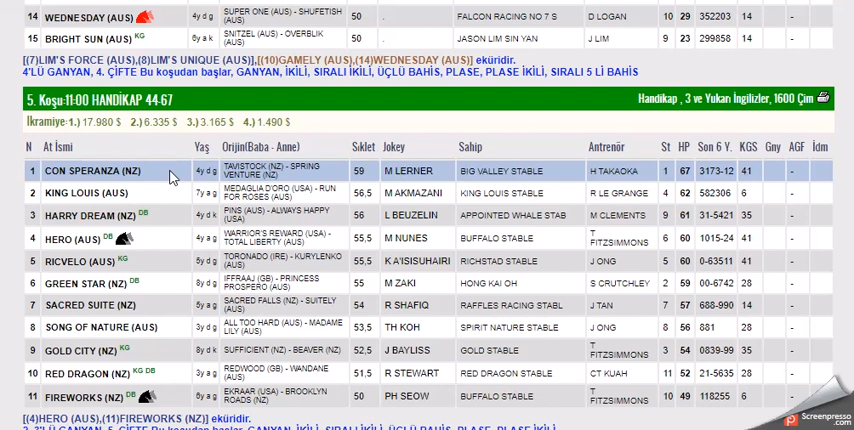 14 WEDNESDAY (AUS) 4y d g SUPER ONE (AUS) - SHUFETISH (AUS) 50 . FALCON RACING NO 7 S D LOGAN 10 29 352203 14 -
15 BRIGHT SUN (AUS) KG 6y a k SNITZEL (AUS) - OVERBLIK (AUS) 50 . JASON LIM SIN YAN J LIM 9 23 299858 14 -
[(7)LIM'S FORCE (AUS),(8)LIM'S UNIQUE (AUS)],[(10)GAMELY (AUS),(14)WEDNESDAY (AUS)] eküridir.
4'LÜ GANYAN, 4. ÇİFTE Bu koşudan başlar, GANYAN, İKİLİ, SIRALI İKİLİ, ÜÇLÜ BAHİS, PLASE, PLASE İKİLİ, SIRALI 5 Lİ BAHİS
5. Koşu:11:00 HANDİKAP 44-67 Handikap , 3 ve Yukarı İngilizler, 1600 Çim
İkramiye:1.) 17.980 $ 2.) 6.335 $ 3.) 3.165 $ 4.) 1.490 $
N At İsmi Yaş Orijin(Baba - Anne) Sıklet Jokey Sahip Antrenör St HP Son 6 Y. KGS Gny AGF İdm
1 CON SPERANZA (NZ) 4y d g TAVISTOCK (NZ) - SPRING VENTURE (NZ) 59 M LERNER BIG VALLEY STABLE H TAKAOKA 1 67 3173-12 41 -
2 KING LOUIS (AUS) 7y a g MEDAGLIA D'ORO (USA) - RUN FOR ROSES (AUS) 56,5 M AKMAZANI KING LOUIS STABLE R LE GRANGE 4 62 582306 6 -
3 HARRY DREAM (NZ) DB 4y d k PINS (AUS) - ALWAYS HAPPY (USA) 56 L BEUZELIN APPOINTED WHALE STAB M CLEMENTS 9 61 31-5421 35 -
4 HERO (AUS) DB 4y a g WARRIOR'S REWARD (USA) - TOTAL LIBERTY (AUS) 55,5 M NUNES BUFFALO STABLE T FITZSIMMONS 6 60 1015-24 41 -
5 RICVELO (AUS) KG 5y d g TORONADO (IRE) - KURYLENKO (AUS) 55,5 K A'ISISUHAIRI RICHSTAD STABLE J ONG 5 60 0-63511 41 -
6 GREEN STAR (NZ) DB 8y d g IFFRAAJ (GB) - PRINCESS PROSPERO (AUS) 55 M ZAKI HONG KAI OH S CRUTCHLEY 2 59 00-6742 28 -
7 SACRED SUITE (NZ) 5y a g SACRED FALLS (NZ) - SUITELY (AUS) 54 R SHAFIQ RAFFLES RACING STABL J TAN 7 57 688-990 14 -
8 SONG OF NATURE (AUS) 3y d g ALL TOO HARD (AUS) - MADAME LILY (AUS) 53,5 TH KOH SPIRIT NATURE STABLE J ONG 8 56 881 28 -
9 GOLD CITY (NZ) KG 8y d k SUFFICIENT (NZ) - BEAVER (NZ) 52,5 J BAYLISS GOLD STABLE T FITZSIMMONS 3 54 0839-99 35 -
10 RED DRAGON (NZ) KG DB 3y a g REDWOOD (GB) - WANDANE (AUS) 51,5 R STEWART RED DRAGON STABLE CT KUAH 11 52 21-5635 28 -
11 FIREWORKS (NZ) DB 6y a g EKRAAR (USA) - BROOKLYN ROADS (NZ) 50 PH SEOW BUFFALO STABLE T FITZSIMMONS 10 49 118255 6 -
[(4)HERO (AUS),(11)FIREWORKS (NZ)] eküridir.
Screenpresso
.com